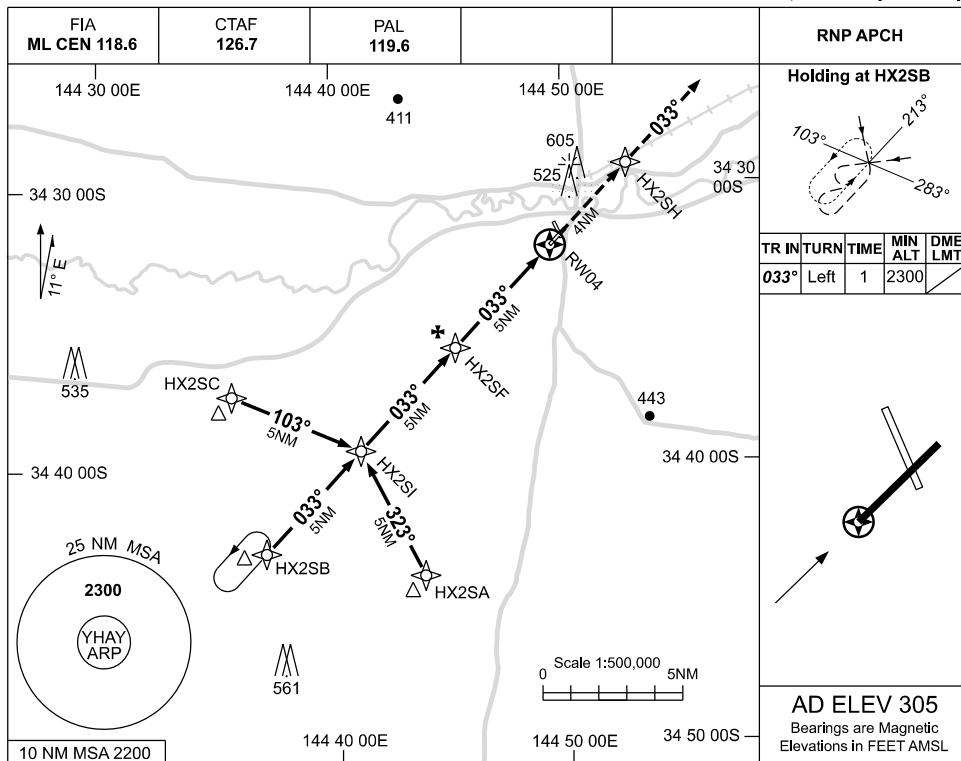 FIA
ML CEN 118.6
CTAF
126.7
PAL
119.6
RNP APCH
144 30 00E
144 40 00E
144 50 00E
411
605
525
033°
HX2SH
34 30
00S
34 30 00S
4NM
RW04
11° E
033°
5NM
HX2SF
535
HX2SC
103°
5NM
033°
5NM
HX2SI
443
34 40 00S
34 40 00S
033°
5NM
323°
5NM
HX2SB
HX2SA
25 NM MSA
2300
YHAY
ARP
561
Scale 1:500,000
0
5NM
10 NM MSA 2200
144 40 00E
144 50 00E
34 50 00S
Holding at HX2SB
103°
213°
283°
TR IN TURN TIME MIN ALT DME LMT
033° Left 1 2300
AD ELEV 305
Bearings are Magnetic
Elevations in FEET AMSL